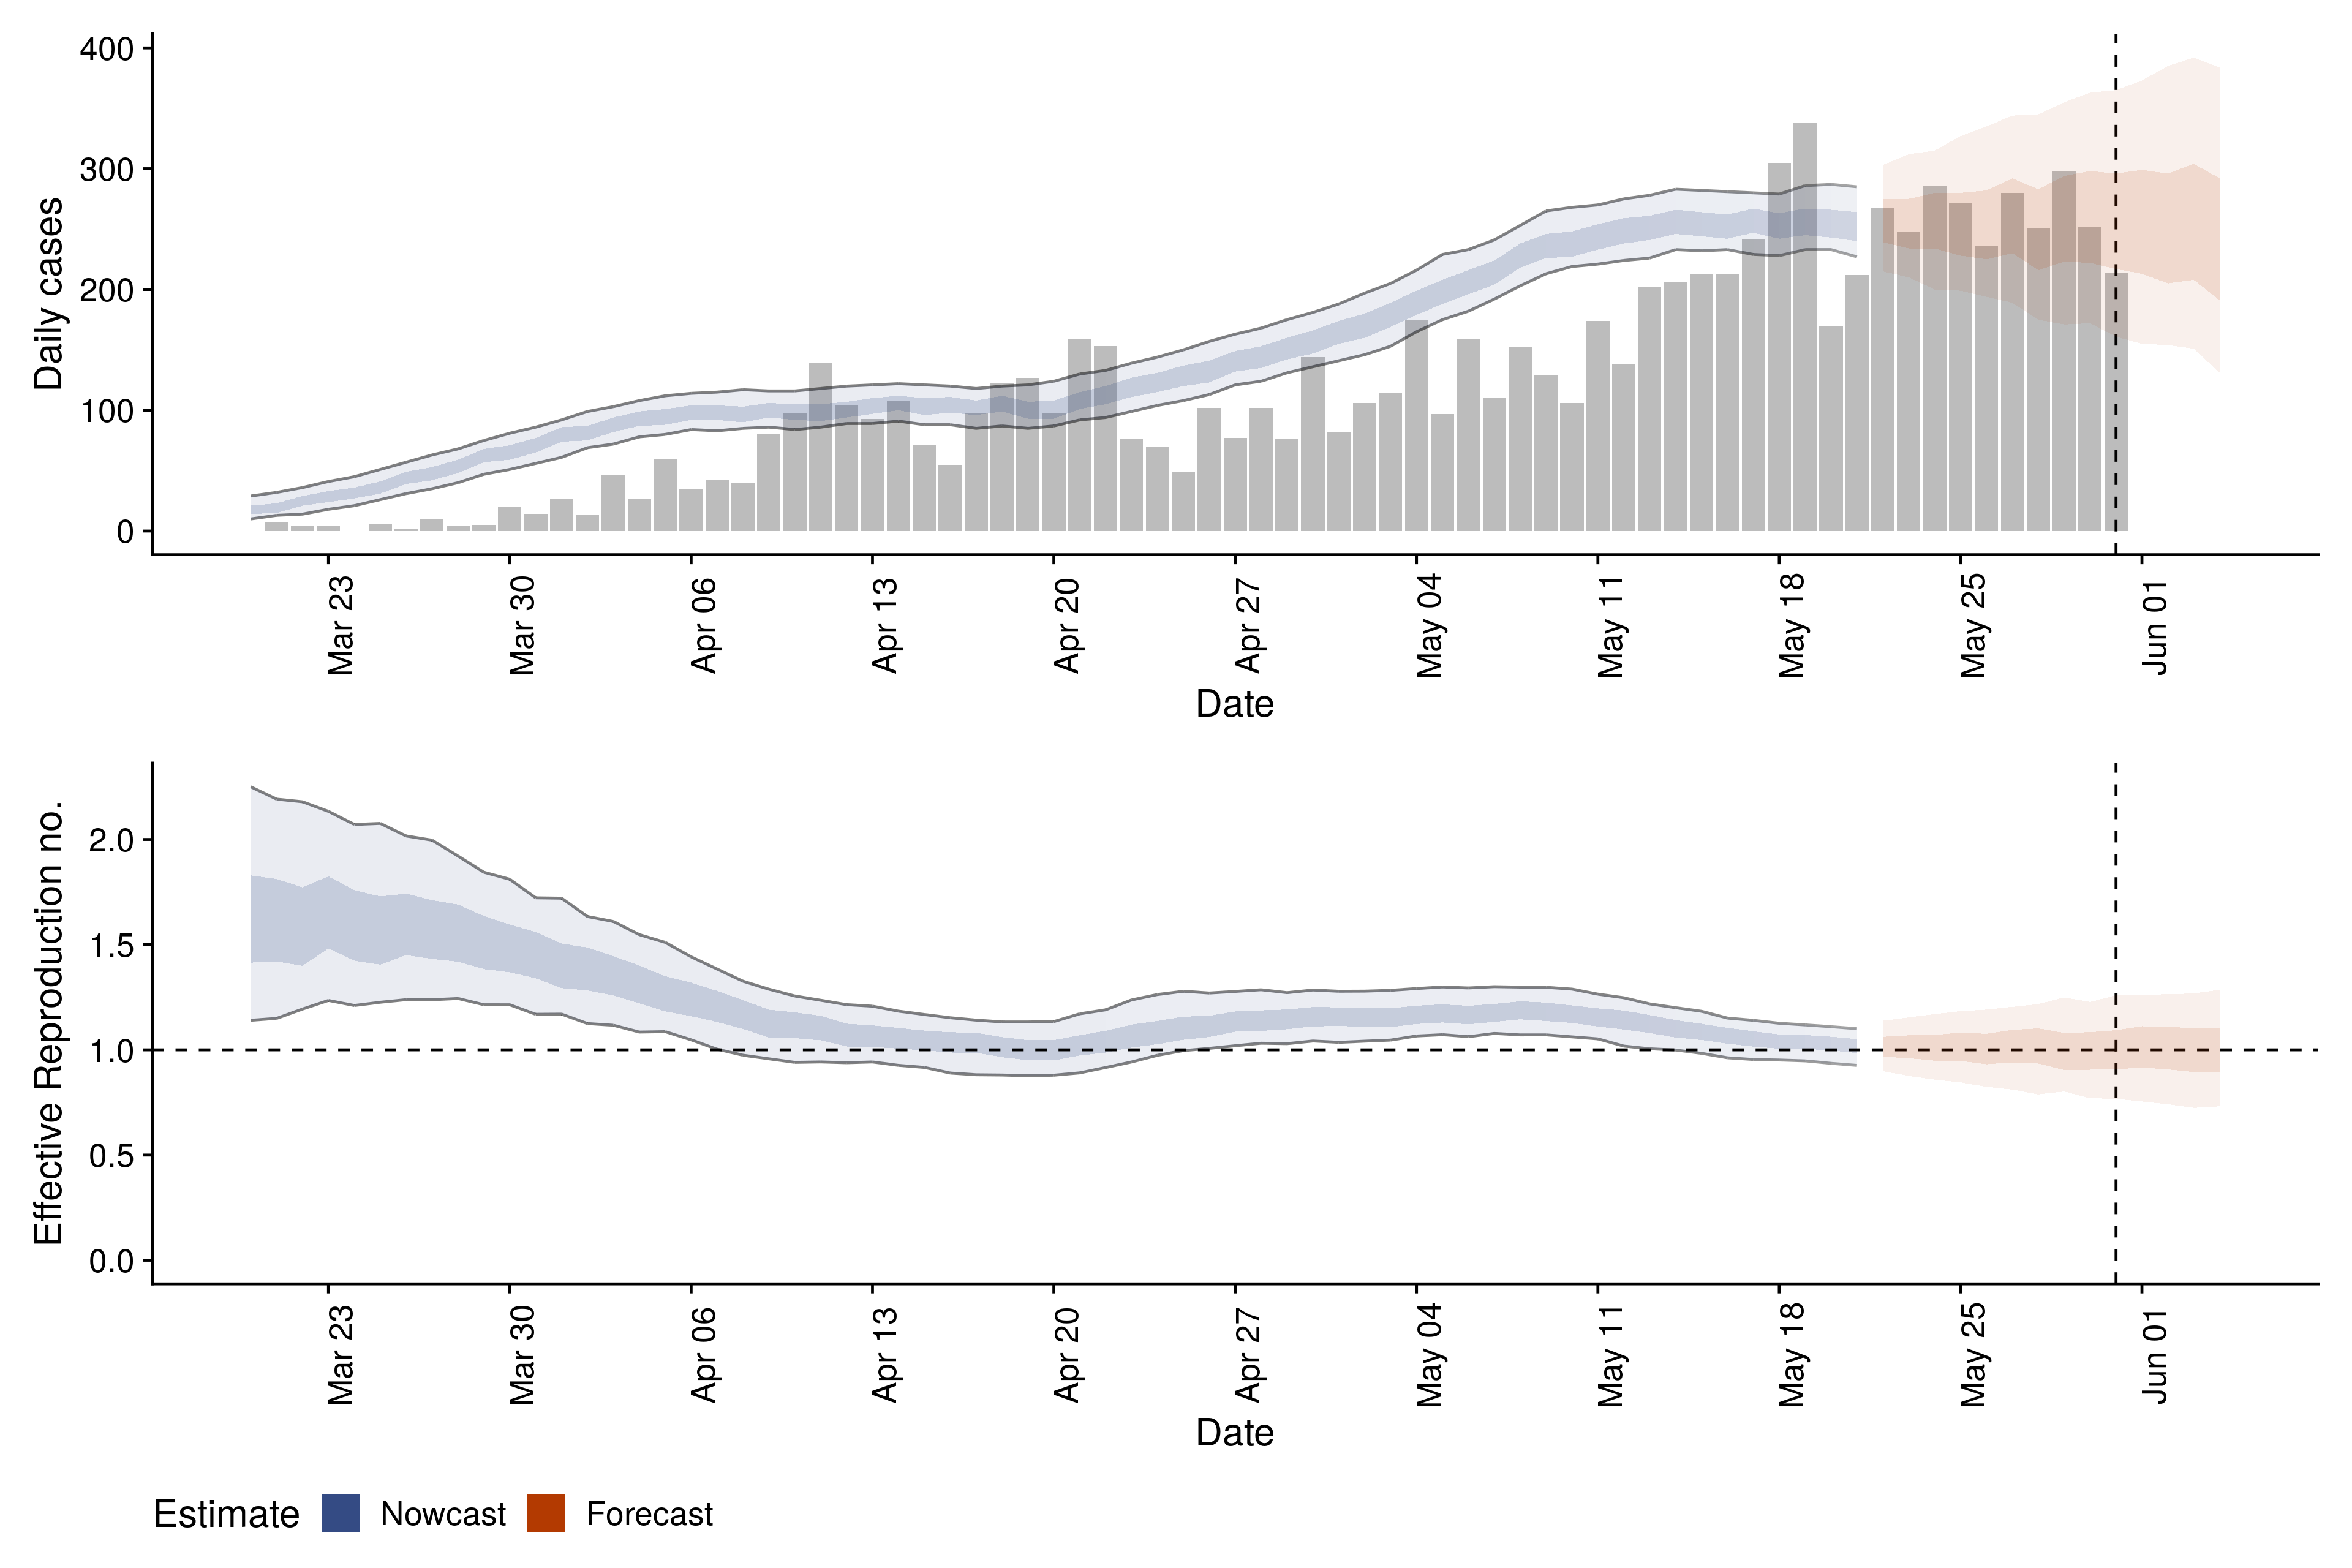 Daily cases
400
300
200
100
0
Mar 23
Mar 30
Apr 06
Apr 13
Apr 20
Apr 27
May 04
May 11
May 18
May 25
Jun 01
Date
Effective Reproduction no.
2.0
1.5
1.0
0.5
0.0
Mar 23
Mar 30
Apr 06
Apr 13
Apr 20
Apr 27
May 04
May 11
May 18
May 25
Jun 01
Date
Estimate Nowcast Forecast